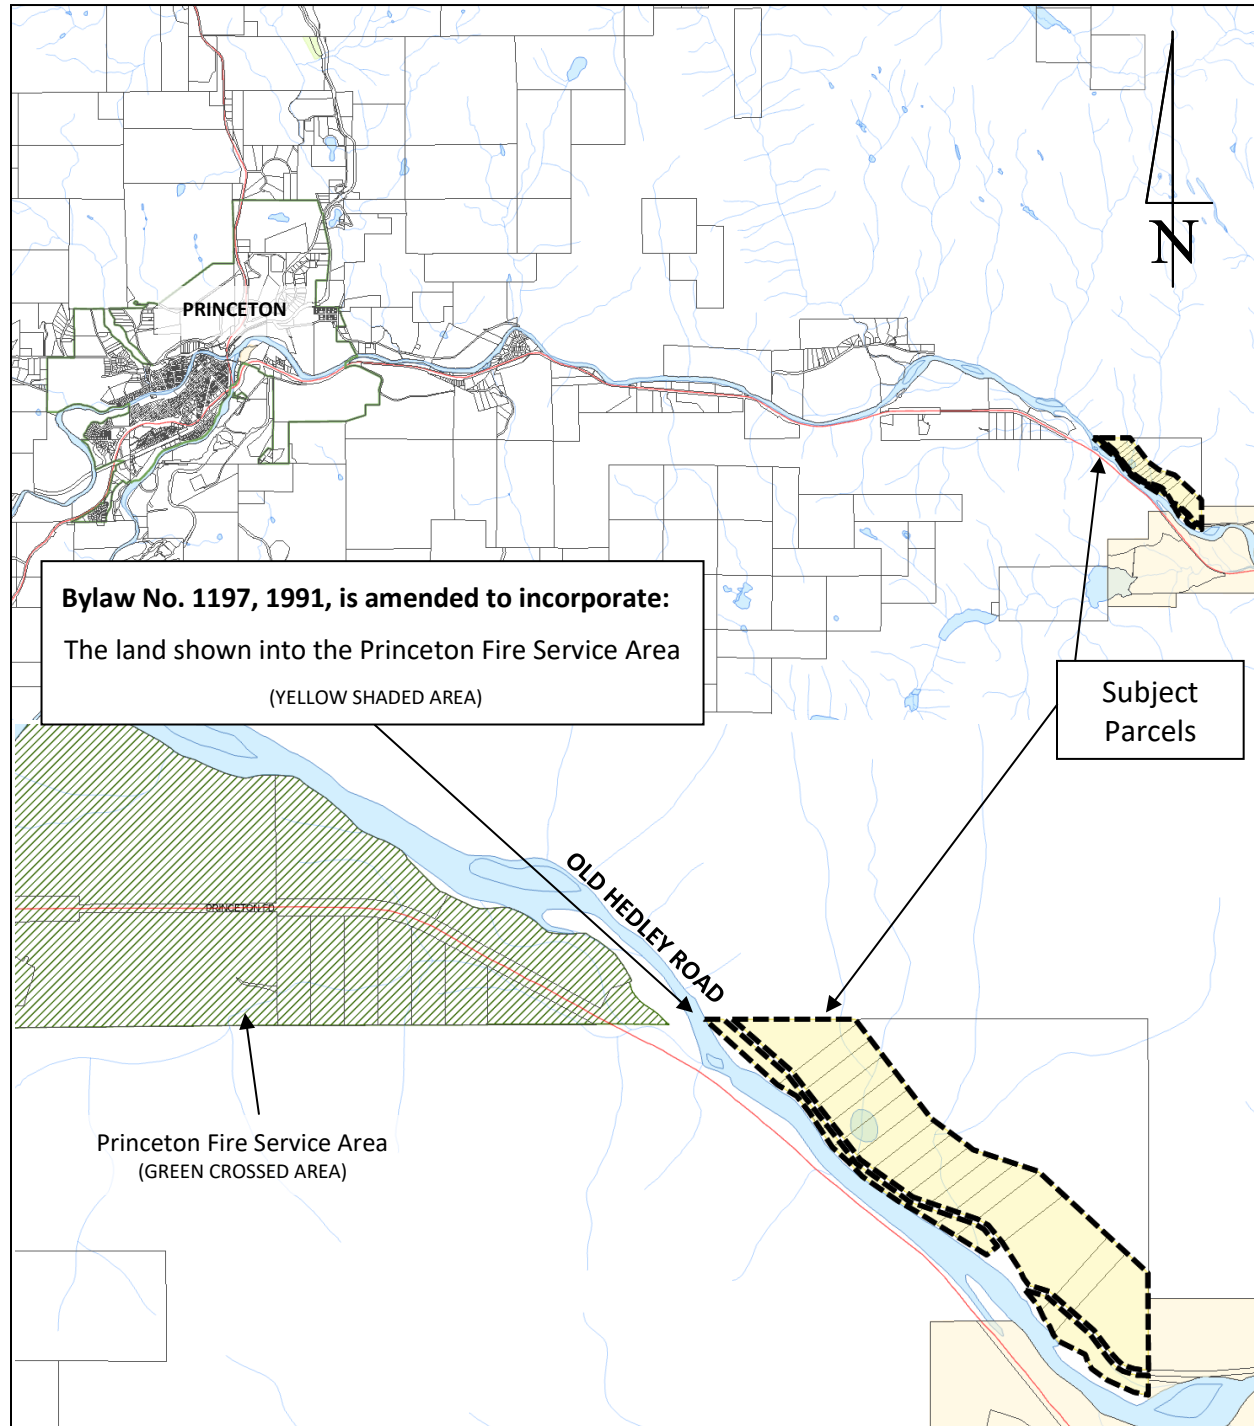 PRINCETON
N
Bylaw No. 1197, 1991, is amended to incorporate:
The land shown into the Princeton Fire Service Area
(YELLOW SHADED AREA)
Subject
Parcels
OLD HEDLEY ROAD
PRINCETON FD
Princeton Fire Service Area
(GREEN CROSSED AREA)